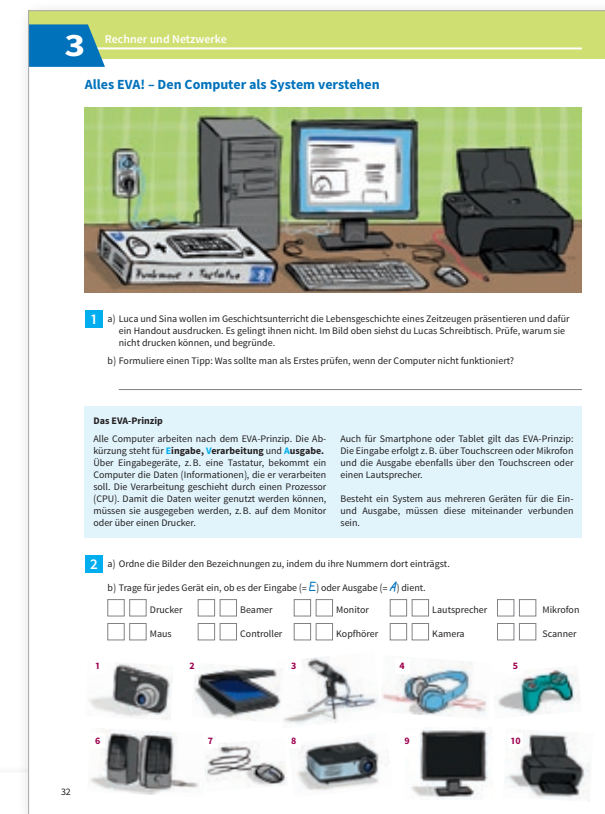 3
Rechner und Netzwerke
Alles EVA! – Den Computer als System verstehen
Funkmaus + Tastatur
1 a) Luca und Sina wollen im Geschichtsunterricht die Lebensgeschichte eines Zeitzeugen präsentieren und dafür
ein Handout ausdrucken. Es gelingt ihnen nicht. Im Bild oben siehst du Lucas Schreibtisch. Prüfe, warum sie
nicht drucken können, und begründe.
b) Formuliere einen Tipp: Was sollte man als Erstes prüfen, wenn der Computer nicht funktioniert?
Das EVA-Prinzip
Alle Computer arbeiten nach dem EVA-Prinzip. Die Ab-
kürzung steht für Eingabe, Verarbeitung und Ausgabe.
Über Eingabegeräte, z.B. eine Tastatur, bekommt ein
Computer die Daten (Informationen), die er verarbeiten
soll. Die Verarbeitung geschieht durch einen Prozessor
(CPU). Damit die Daten weiter genutzt werden können,
müssen sie ausgegeben werden, z.B. auf dem Monitor
oder über einen Drucker.
Auch für Smartphone oder Tablet gilt das EVA-Prinzip:
Die Eingabe erfolgt z.B. über Touchscreen oder Mikrofon
und die Ausgabe ebenfalls über den Touchscreen oder
einen Lautsprecher.
Besteht ein System aus mehreren Geräten für die Ein-
und Ausgabe, müssen diese miteinander verbunden
sein.
2 a) Ordne die Bilder den Bezeichnungen zu, indem du ihre Nummern dort einträgst.
b) Trage für jedes Gerät ein, ob es der Eingabe (= E) oder Ausgabe (= A) dient.
Drucker Beamer Monitor Lautsprecher Mikrofon
Maus Controller Kopfhörer Kamera Scanner
1 2 3 4 5
6 7 8 9 10
32